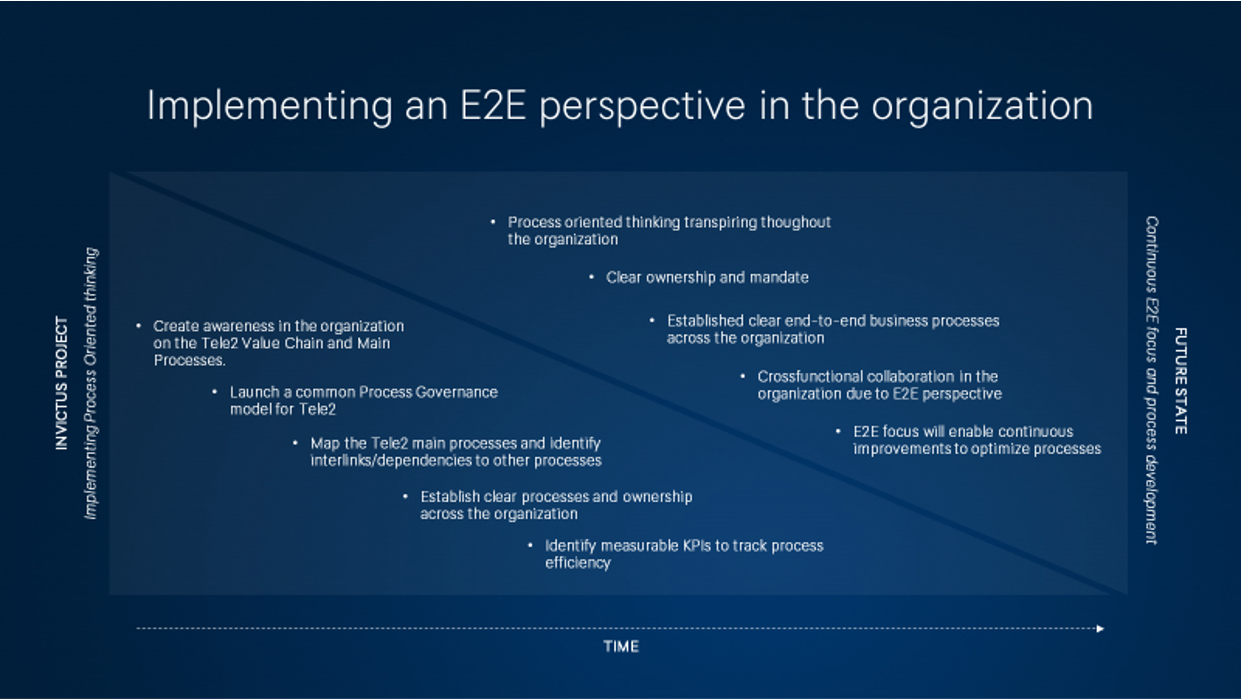 Implementing an E2E perspective in the organization
INVICTUS PROJECT
Implementing Process Oriented thinking
• Create awareness in the organization
on the Tele2 Value Chain and Main
Processes.
• Launch a common Process Governance
model for Tele2
• Map the Tele2 main processes and identify
interlinks/dependencies to other processes
• Establish clear processes and ownership
across the organization
• Identify measurable KPIs to track process
efficiency
• Process oriented thinking transpiring thoughout
the organization
• Clear ownership and mandate
• Established clear end-to-end business processes
across the organization
• Crossfunctional collaboration in the
organization due to E2E perspective
• E2E focus will enable continuous
improvements to optimize processes
Continuous E2E focus and process development
FUTURE STATE
TIME